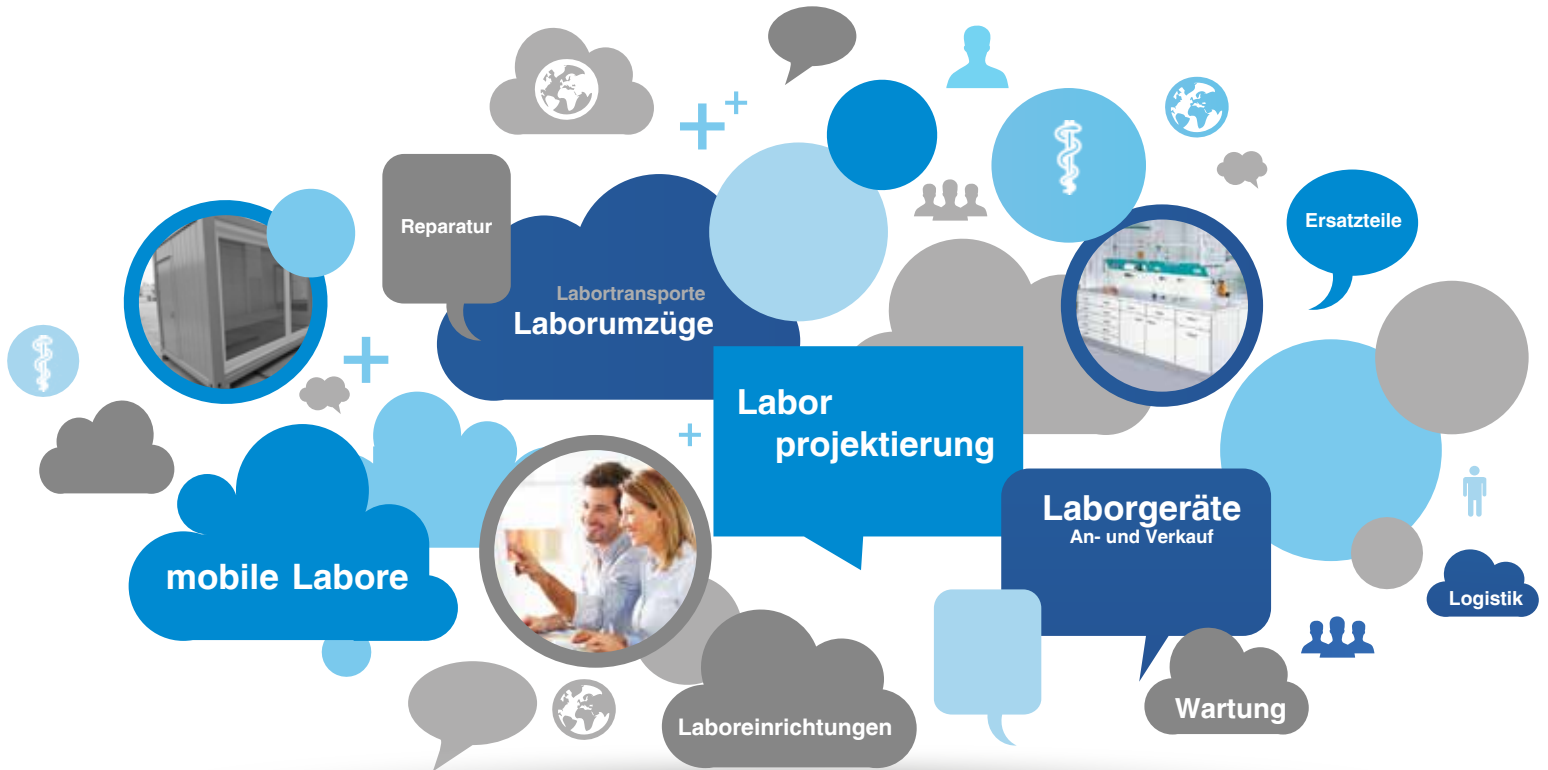 Reparatur
Ersatzteile
Labortransporte
Laborumzüge
Labor
projektierung
Laborgeräte
An- und Verkauf
mobile Labore
Logistik
Wartung
Laboreinrichtungen